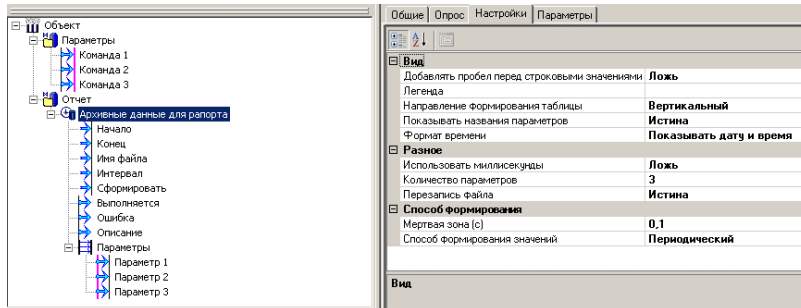 Объект
Параметры
Команда 1
Команда 2
Команда 3
Отчет
Архивные данные для рапорта
Начало
Конец
Имя файла
Интервал
Сформировать
Выполняется
Ошибка
Описание
Параметры
Параметр 1
Параметр 2
Параметр 3
Общие Опрос Настройки Параметры
Вид
Добавлять пробел перед строковыми значениями Ложь
Легенда
Направление формирования таблицы Вертикальный
Показывать названия параметров Истина
Формат времени Показывать дату и время
Разное
Использовать миллисекунды Ложь
Количество параметров 3
Перезапись файла Истина
Способ формирования
Мертвая зона (с) 0,1
Способ формирования значений Периодический
Вид